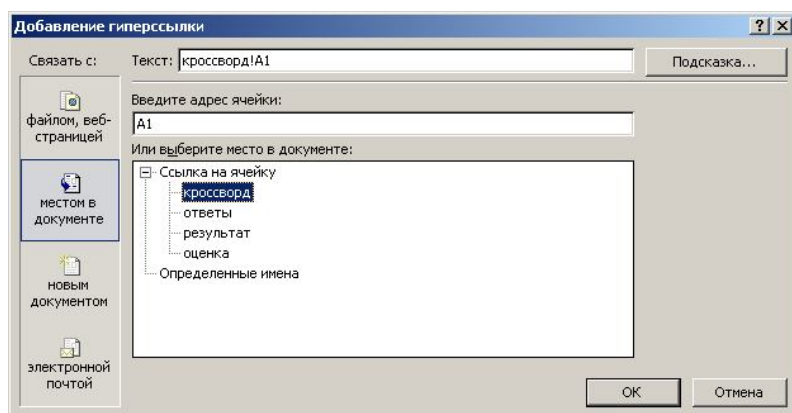 Добавление гиперссылки
Связать с:
Текст: кроссворд!A1
Подсказка...
файлом, веб-
страницей
местом в
документе
новым
документом
электронной
почтой
Введите адрес ячейки:
A1
Или выберите место в документе:
Ссылка на ячейку
кроссворд
ответы
результат
оценка
Определенные имена
ОК
Отмена